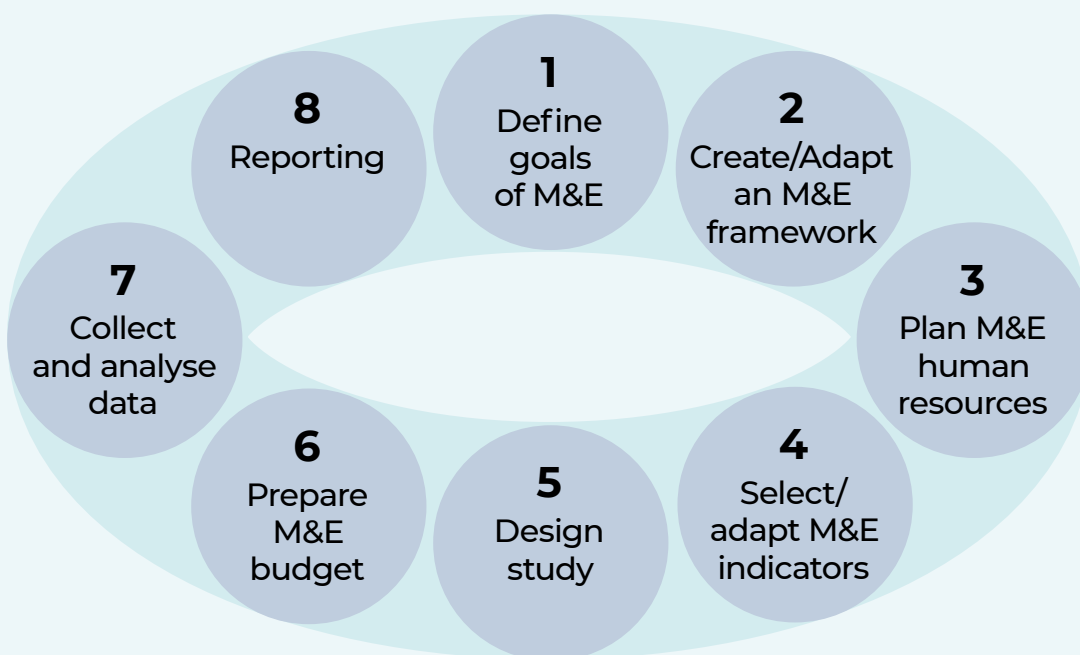 1
Define
goals
of M&E
2
Create/Adapt
an M&E
framework
3
Plan M&E
human
resources
4
Select/
adapt M&E
indicators
5
Design
study
6
Prepare
M&E
budget
7
Collect
and analyse
data
8
Reporting